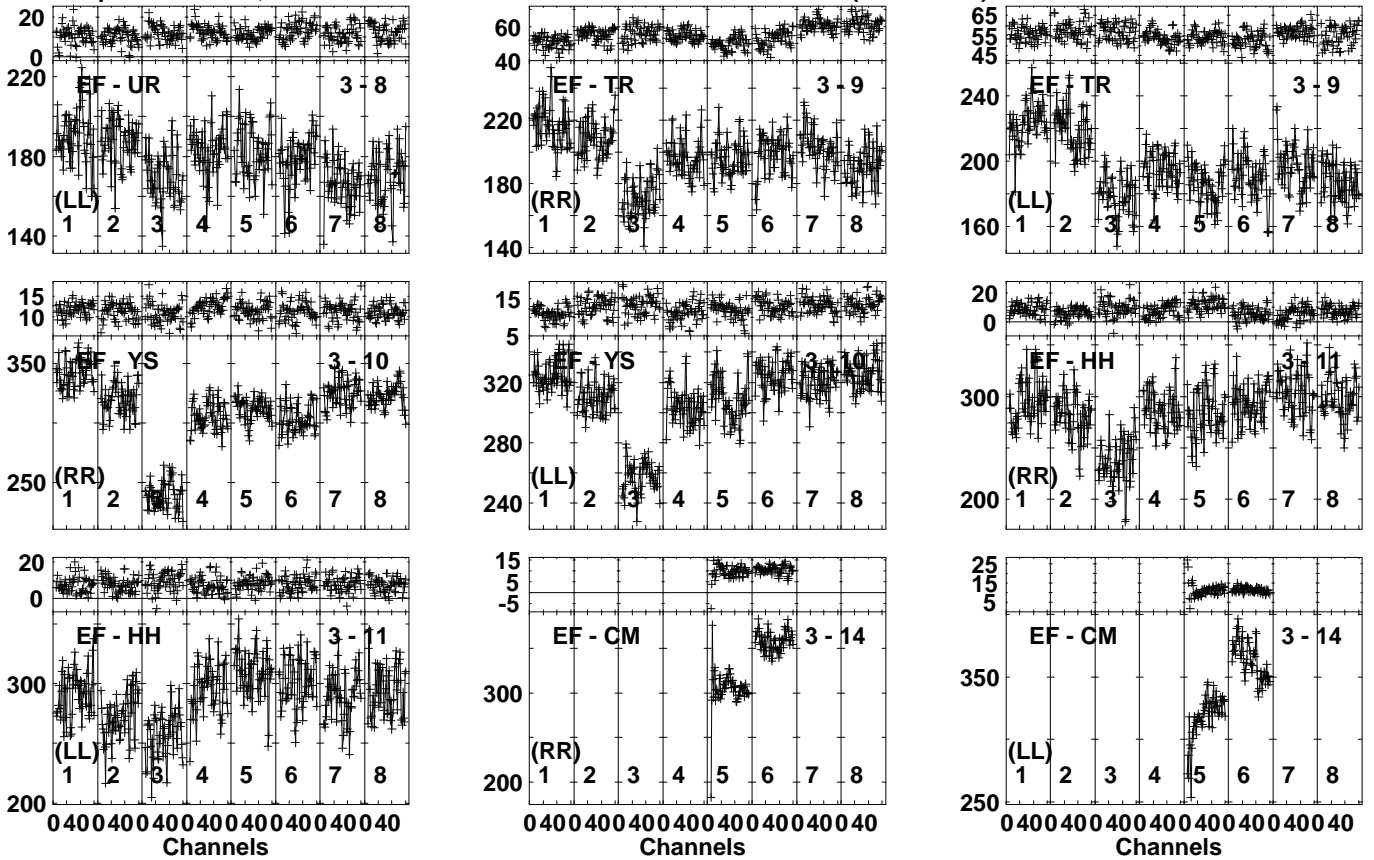 20
0
220
180
140
EF - UR 3 - 8
(LL)
1 2 3 4 5 6 7 8
60
40
220
180
140
EF - TR 3 - 9
(RR)
1 2 3 4 5 6 7 8
65
55
45
240
200
160
EF - TR 3 - 9
(LL)
1 2 3 4 5 6 7 8
15
10
350
250
EF - YS 3 - 10
(RR)
1 2 3 4 5 6 7 8
15
5
320
280
240
EF - YS 3 - 10
(LL)
1 2 3 4 5 6 7 8
20
0
300
200
EF - HH 3 - 11
(RR)
1 2 3 4 5 6 7 8
20
0
300
200
EF - HH 3 - 11
(LL)
1 2 3 4 5 6 7 8
0 40 0 40 0 40 0 40 0 40 0 40 0 40 0 40
Channels
15
5
-5
300
200
EF - CM 3 - 14
(RR)
1 2 3 4 5 6 7 8
0 40 0 40 0 40 0 40 0 40 0 40 0 40 0 40
Channels
25
15
5
350
250
EF - CM 3 - 14
(LL)
1 2 3 4 5 6 7 8
0 40 0 40 0 40 0 40 0 40 0 40 0 40 0 40
Channels